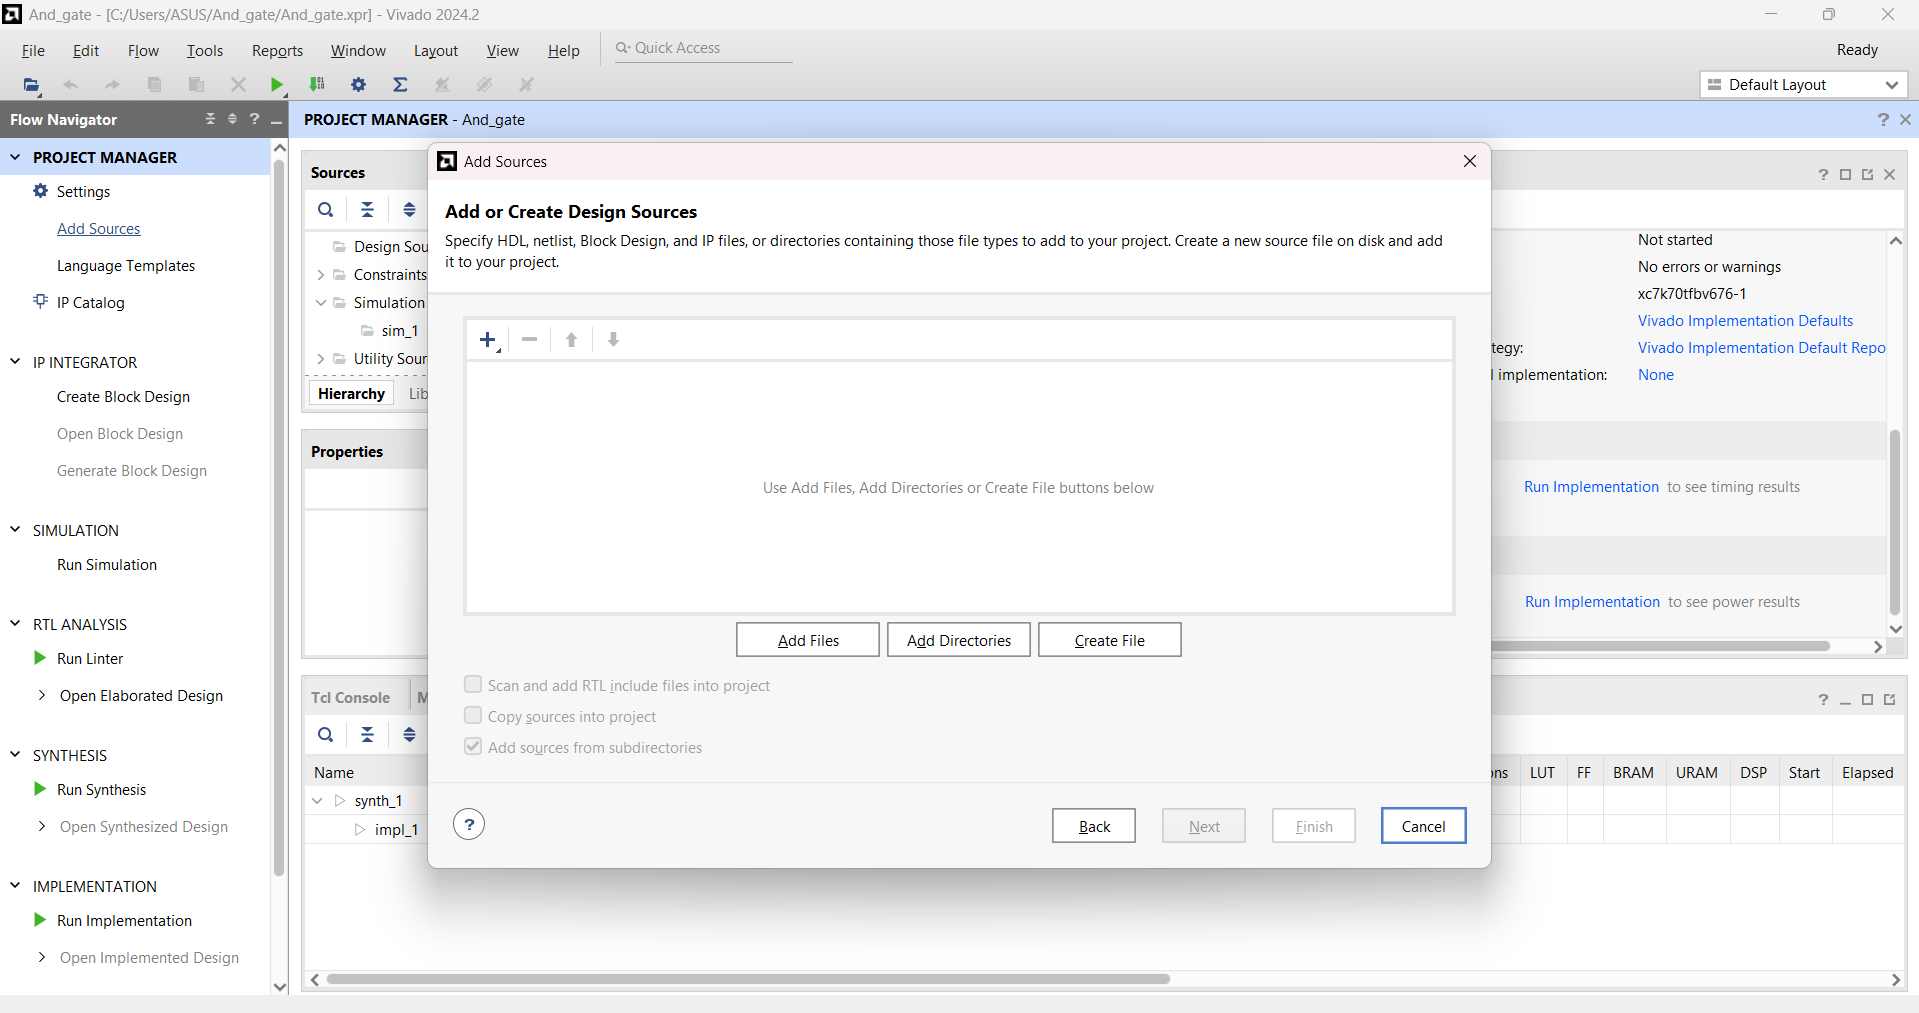 And_gate - [C:/Users/ASUS/And_gate/And_gate.xpr] - Vivado 2024.2
File Edit Flow Tools Reports Window Layout View Help Quick Access Ready
Default Layout
Flow Navigator ? PROJECT MANAGER - And_gate ?
PROJECT MANAGER
Settings
Add Sources
Language Templates
IP Catalog
IP INTEGRATOR
Create Block Design
Open Block Design
Generate Block Design
SIMULATION
Run Simulation
RTL ANALYSIS
Run Linter
Open Elaborated Design
SYNTHESIS
Run Synthesis
Open Synthesized Design
IMPLEMENTATION
Run Implementation
Open Implemented Design
Sources
Design Sou
Constraints
Simulation
sim_1
Utility Sour
Hierarchy Lib
Properties
Tcl Console M
Name
synth_1
impl_1
Add Sources
Add or Create Design Sources
Specify HDL, netlist, Block Design, and IP files, or directories containing those file types to add to your project. Create a new source file on disk and add
it to your project.
Use Add Files, Add Directories or Create File buttons below
Add Files Add Directories Create File
Scan and add RTL include files into project
Copy sources into project
Add sources from subdirectories
? Back Next Finish Cancel
?
Not started
No errors or warnings
xc7k70tfbv676-1
Vivado Implementation Defaults
tegy: Vivado Implementation Default Repo
l implementation: None
Run Implementation to see timing results
Run Implementation to see power results
?
ons LUT FF BRAM URAM DSP Start Elapsed